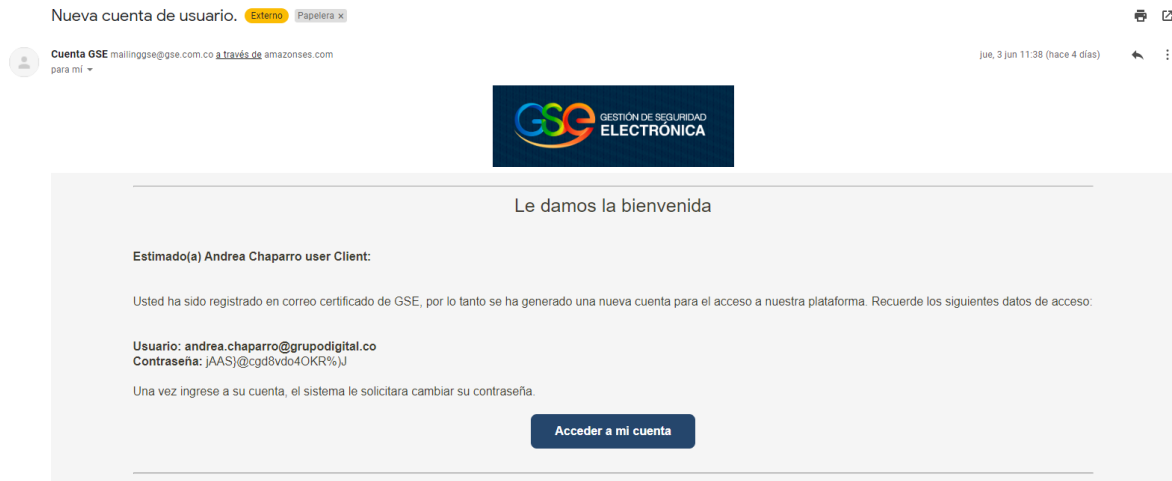 Nueva cuenta de usuario. Externo Papelera x
Cuenta GSE mailinggse@gse.com.co a través de amazonses.com jue, 3 jun 11:38 (hace 4 días)
para mí
GSE GESTIÓN DE SEGURIDAD
ELECTRÓNICA
Le damos la bienvenida
Estimado(a) Andrea Chaparro user Client:
Usted ha sido registrado en correo certificado de GSE, por lo tanto se ha generado una nueva cuenta para el acceso a nuestra plataforma. Recuerde los siguientes datos de acceso:
Usuario: andrea.chaparro@grupodigital.co
Contraseña: jAAS}@cgd8vdo4OKR%)J
Una vez ingrese a su cuenta, el sistema le solicitara cambiar su contraseña.
Acceder a mi cuenta